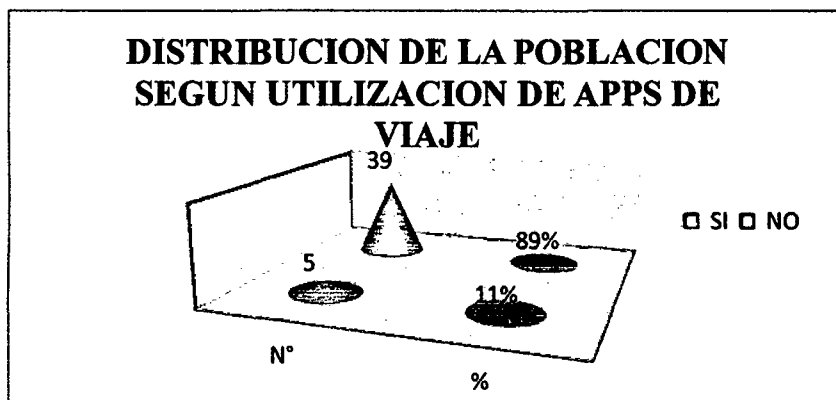 DISTRIBUCION DE LA POBLACION
SEGUN UTILIZACION DE APPS DE
VIAJE
39
SI NO
89%
5
11%
N°
%